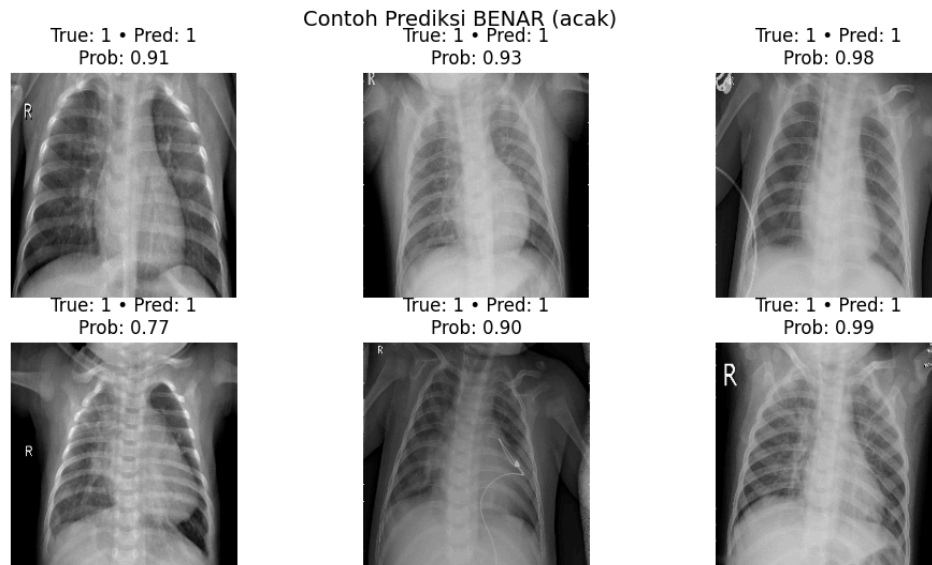 Contoh Prediksi BENAR (acak)
True: 1 • Pred: 1
Prob: 0.91
True: 1 • Pred: 1
Prob: 0.93
True: 1 • Pred: 1
Prob: 0.98
R
R
R
True: 1 • Pred: 1
Prob: 0.77
True: 1 • Pred: 1
Prob: 0.90
True: 1 • Pred: 1
Prob: 0.99
R
R
R